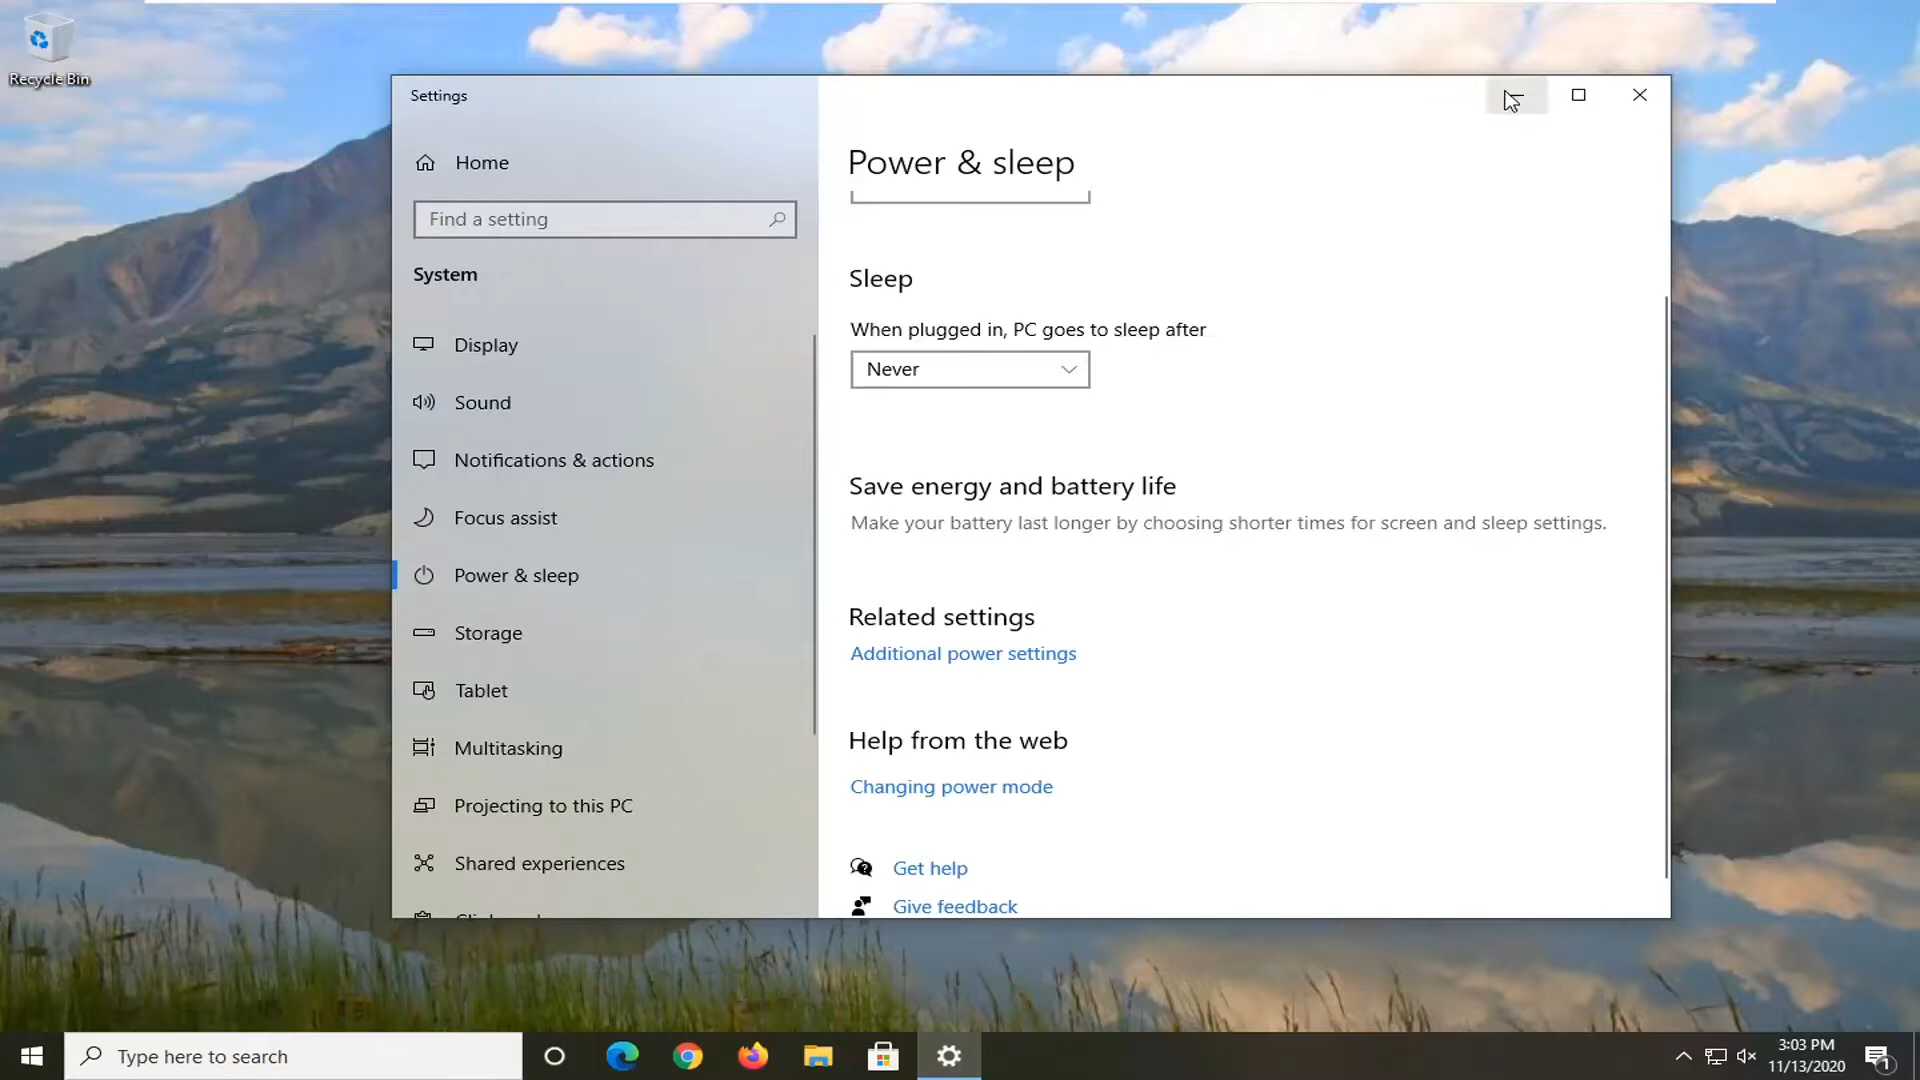 Recycle Bin
Settings
Home
Find a setting
System
Display
Sound
Notifications & actions
Focus assist
Power & sleep
Storage
Tablet
Multitasking
Projecting to this PC
Shared experiences
Power & sleep
Sleep
When plugged in, PC goes to sleep after
Never
Save energy and battery life
Make your battery last longer by choosing shorter times for screen and sleep settings.
Related settings
Additional power settings
Help from the web
Changing power mode
Get help
Give feedback
Type here to search
3:03 PM
11/13/2020
1